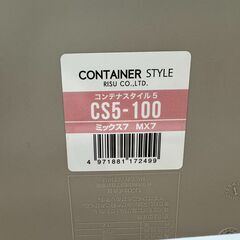 CONTAINER STYLE
RISU CO.,LTD.
コンテナスタイル5
CS5-100
ミックス7 MX7
4 971881 172499